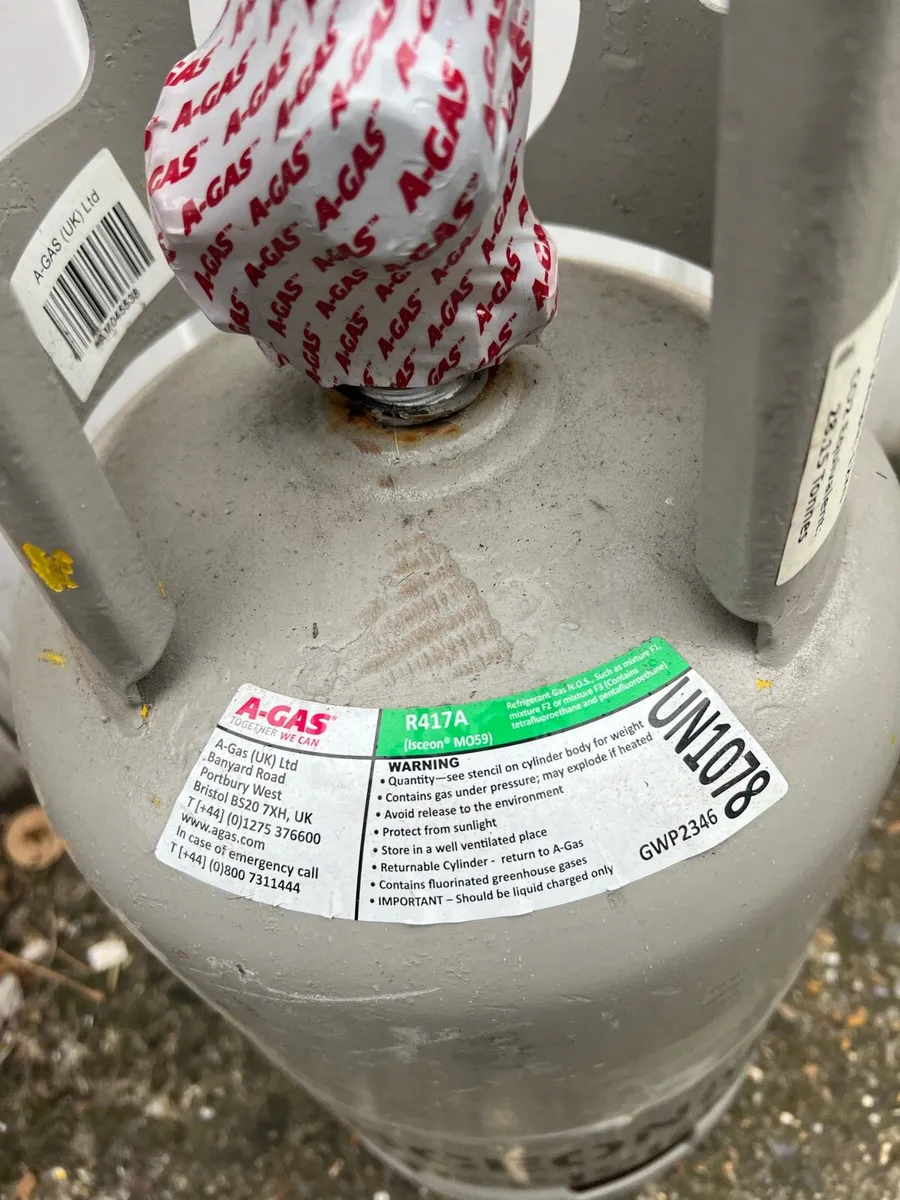 A-GAS™
A-GAS (UK) Ltd
28.15 Tonnes
A-GAS
TOGETHER WE CAN
A-Gas (UK) Ltd
Banyard Road
Portbury West
Bristol BS20 7XH, UK
T [+44] (0)1275 376600
www.agas.com
In case of emergency call
T [+44] (0)800 7311444
R417A
(Isceon® MO59)
Refrigerant Gas N.O.S., Such as mixture F1,
mixture F2 or mixture F3 (Contains
tetrafluoroethane and pentafluoroethane)
WARNING
• Quantity—see stencil on cylinder body for weight
• Contains gas under pressure; may explode if heated
• Avoid release to the environment
• Protect from sunlight
• Store in a well ventilated place
• Returnable Cylinder - return to A-Gas
• Contains fluorinated greenhouse gases
• IMPORTANT – Should be liquid charged only
UN1078
GWP2346